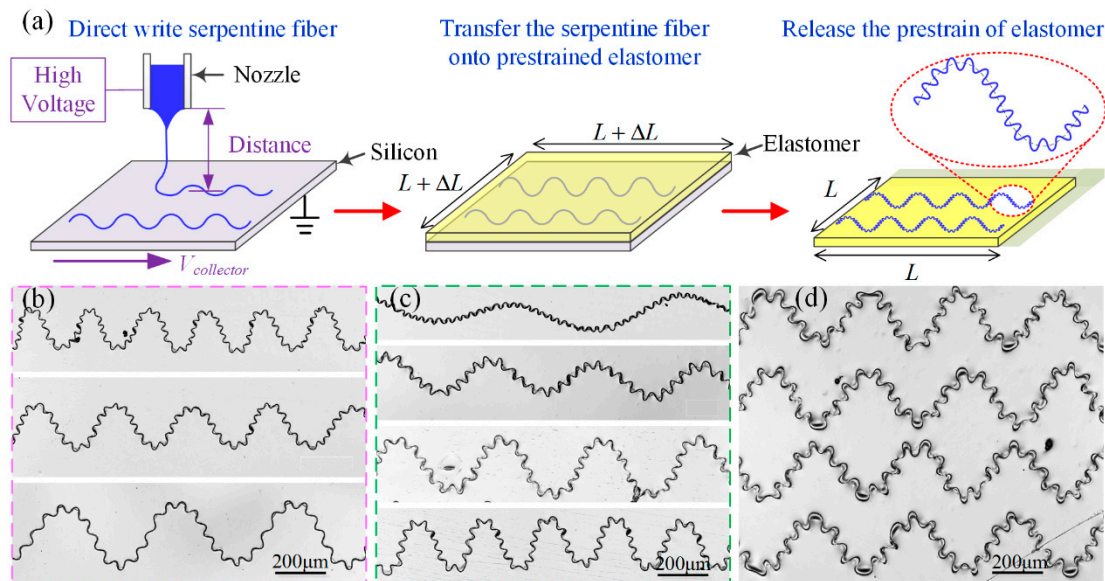 (a)
Direct write serpentine fiber
Transfer the serpentine fiber
onto prestrained elastomer
Release the prestrain of elastomer
High
Voltage
Nozzle
Distance
Silicon
V_collector
L + ΔL
L + ΔL
Elastomer
L
L
(b)
200μm
(c)
200μm
(d)
200μm